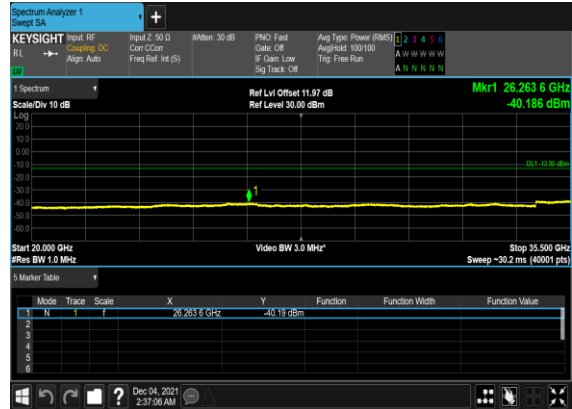 Spectrum Analyzer 1
Swept SA
+
KEYSIGHT Input: RF Input Z: 50 Ω #Atten: 30 dB PNO: Fast Avg Type: Power (RMS) 1 2 3 4 5 6
RL Coupling: DC Corr CCorr Gate: Off Avg|Hold: 100/100 A W W W W W
Align: Auto Freq Ref: Int (S) IF Gain: Low Trig: Free Run
Sig Track: Off A N N N N N
1 Spectrum Ref Lvl Offset 11.97 dB Mkr1 26.263 6 GHz
Scale/Div 10 dB Ref Level 30.00 dBm -40.186 dBm
Log
20.0
10.0
0.00
-10.0 DL1 -13.00 dBm
-20.0
-30.0 1
-40.0
-50.0
-60.0
Start 20.000 GHz Video BW 3.0 MHz* Stop 35.500 GHz
#Res BW 1.0 MHz Sweep ~30.2 ms (40001 pts)
5 Marker Table
Mode Trace Scale X Y Function Function Width Function Value
1 N 1 f 26.263 6 GHz -40.19 dBm
2
3
4
5
6
? Dec 04, 2021
2:37:06 AM